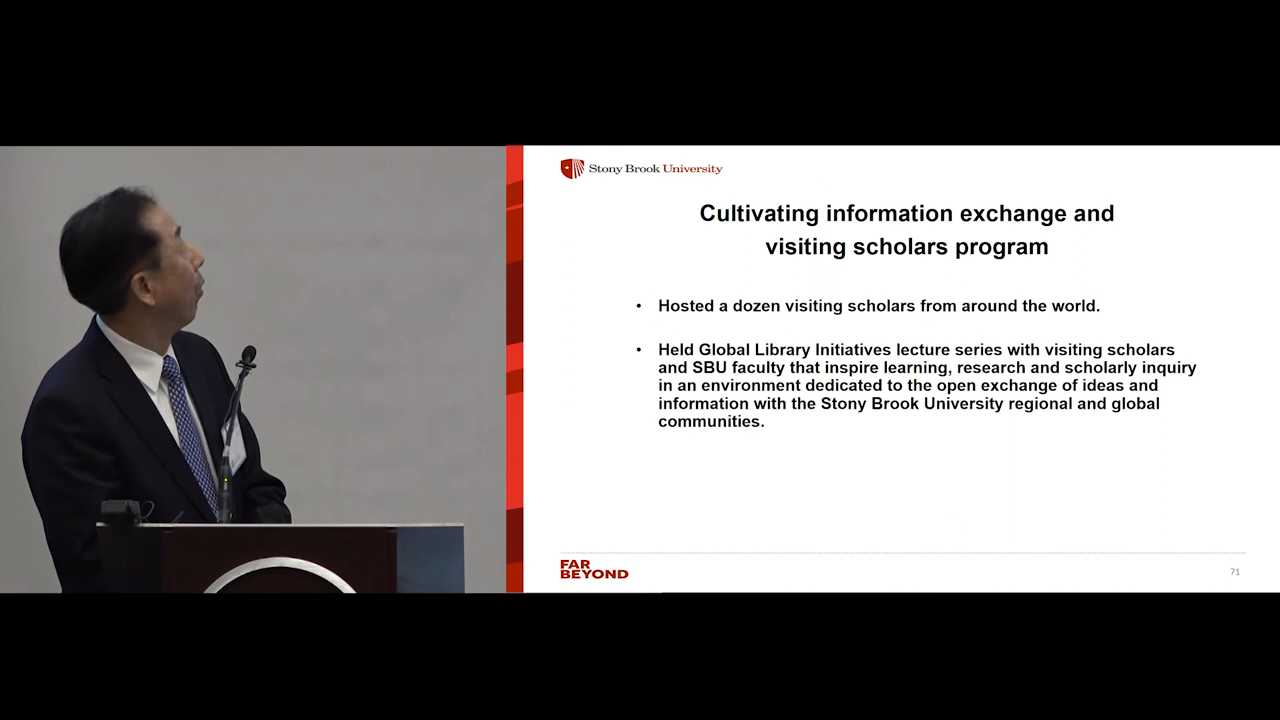 Stony Brook University
Cultivating information exchange and
visiting scholars program
• Hosted a dozen visiting scholars from around the world.
• Held Global Library Initiatives lecture series with visiting scholars
and SBU faculty that inspire learning, research and scholarly inquiry
in an environment dedicated to the open exchange of ideas and
information with the Stony Brook University regional and global
communities.
FAR
BEYOND
71